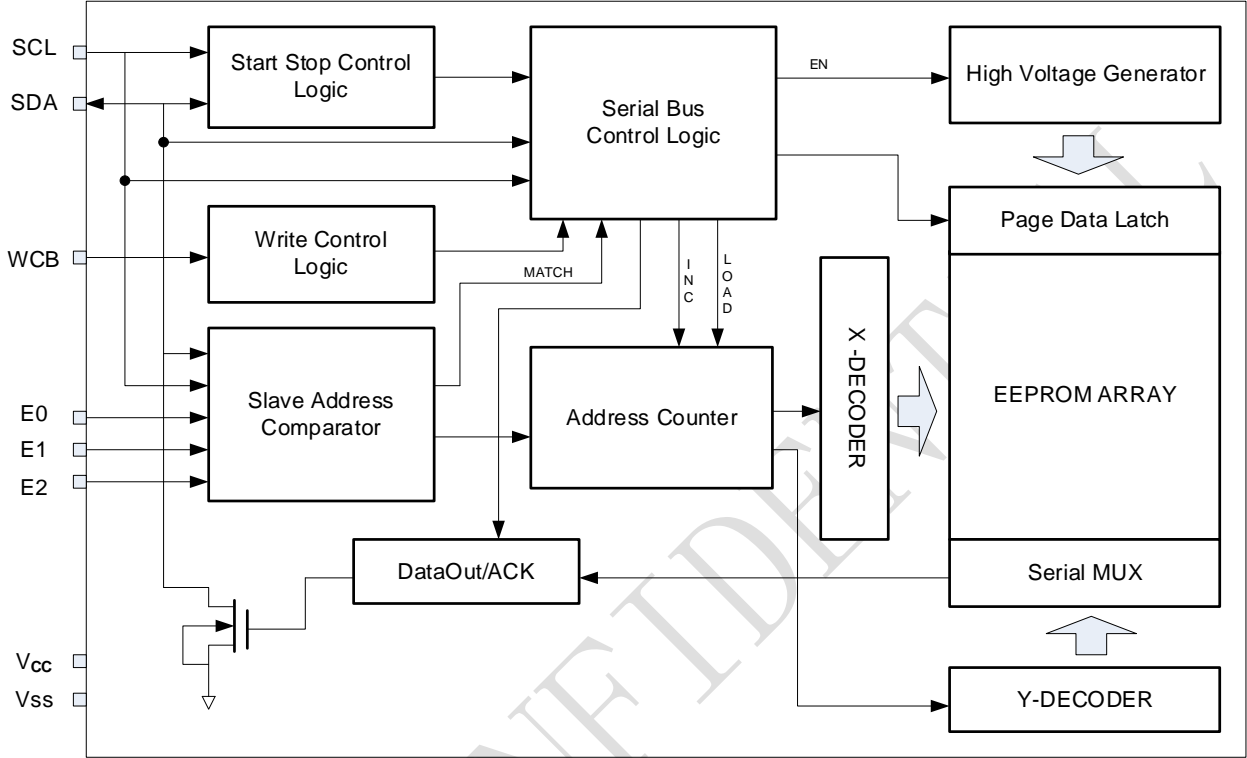 SCL
SDA
WCB
E0
E1
E2
Vcc
Vss
Start Stop Control
Logic
Write Control
Logic
Slave Address
Comparator
MATCH
Serial Bus
Control Logic
EN
INC
LOAD
Address Counter
DataOut/ACK
X -DECODER
High Voltage Generator
Page Data Latch
EEPROM ARRAY
Serial MUX
Y-DECODER